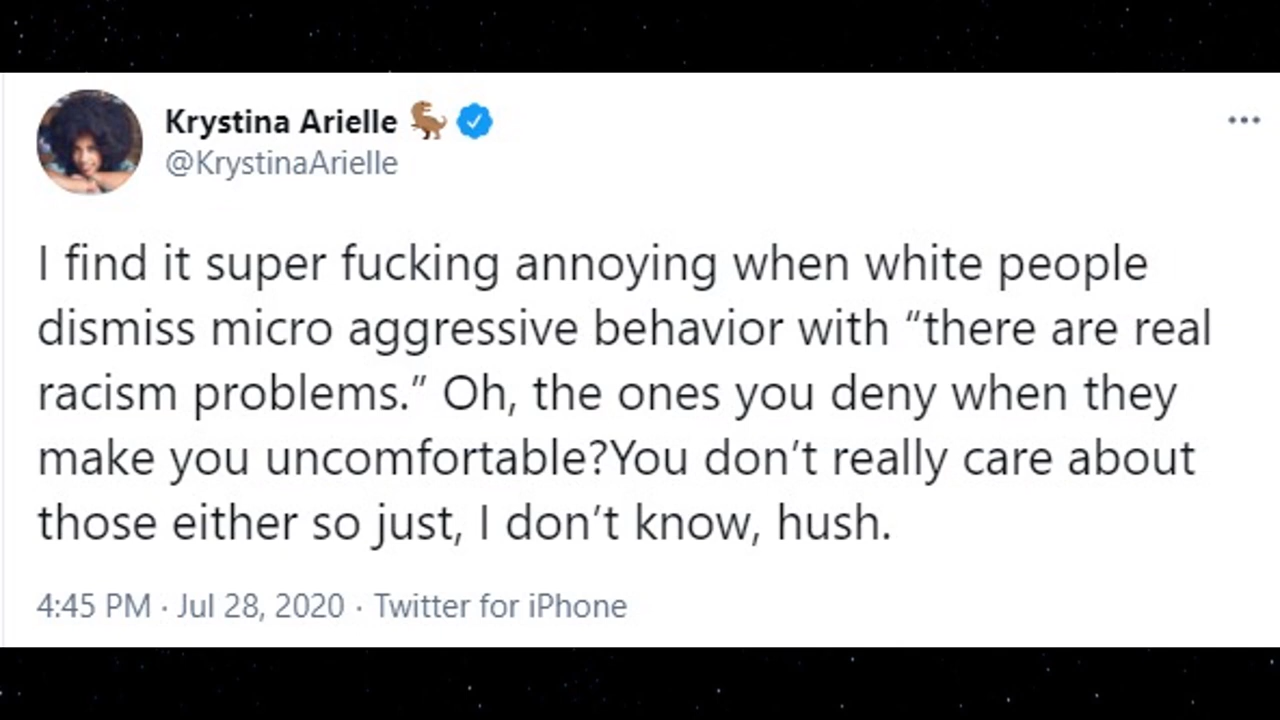 Krystina Arielle
@KrystinaArielle
I find it super fucking annoying when white people
dismiss micro aggressive behavior with “there are real
racism problems.” Oh, the ones you deny when they
make you uncomfortable?You don’t really care about
those either so just, I don’t know, hush.
4:45 PM · Jul 28, 2020 · Twitter for iPhone